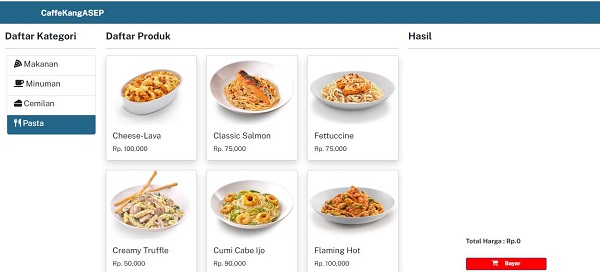 CaffeKangASEP
Daftar Kategori
Makanan
Minuman
Cemilan
Pasta
Daftar Produk
Cheese-Lava
Rp. 100,000
Classic Salmon
Rp. 75,000
Fettuccine
Rp. 75,000
Creamy Truffle
Rp. 50,000
Cumi Cabe Ijo
Rp. 90,000
Flaming Hot
Rp. 100,000
Hasil
Total Harga : Rp.0
Bayar